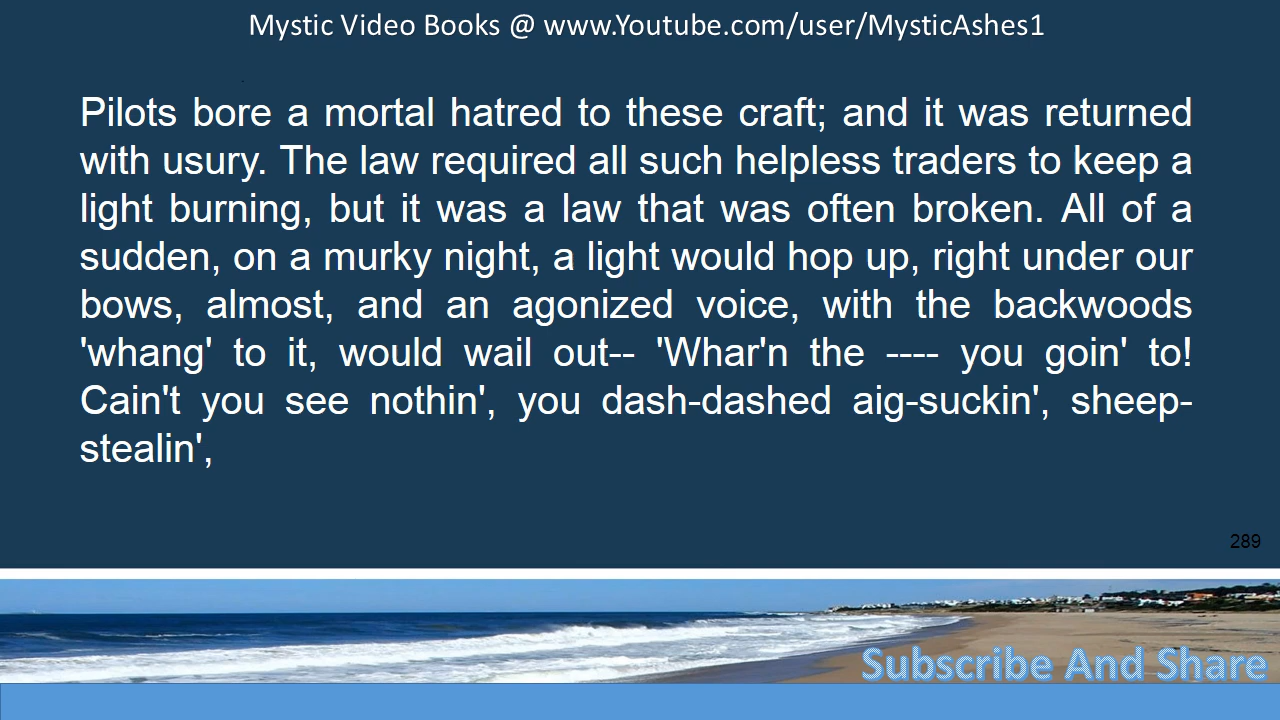 Mystic Video Books @ www.Youtube.com/user/MysticAshes1
Pilots bore a mortal hatred to these craft; and it was returned
with usury. The law required all such helpless traders to keep a
light burning, but it was a law that was often broken. All of a
sudden, on a murky night, a light would hop up, right under our
bows, almost, and an agonized voice, with the backwoods
'whang' to it, would wail out-- 'Whar'n the ---- you goin' to!
Cain't you see nothin', you dash-dashed aig-suckin', sheep-
stealin',
289
Subscribe And Share